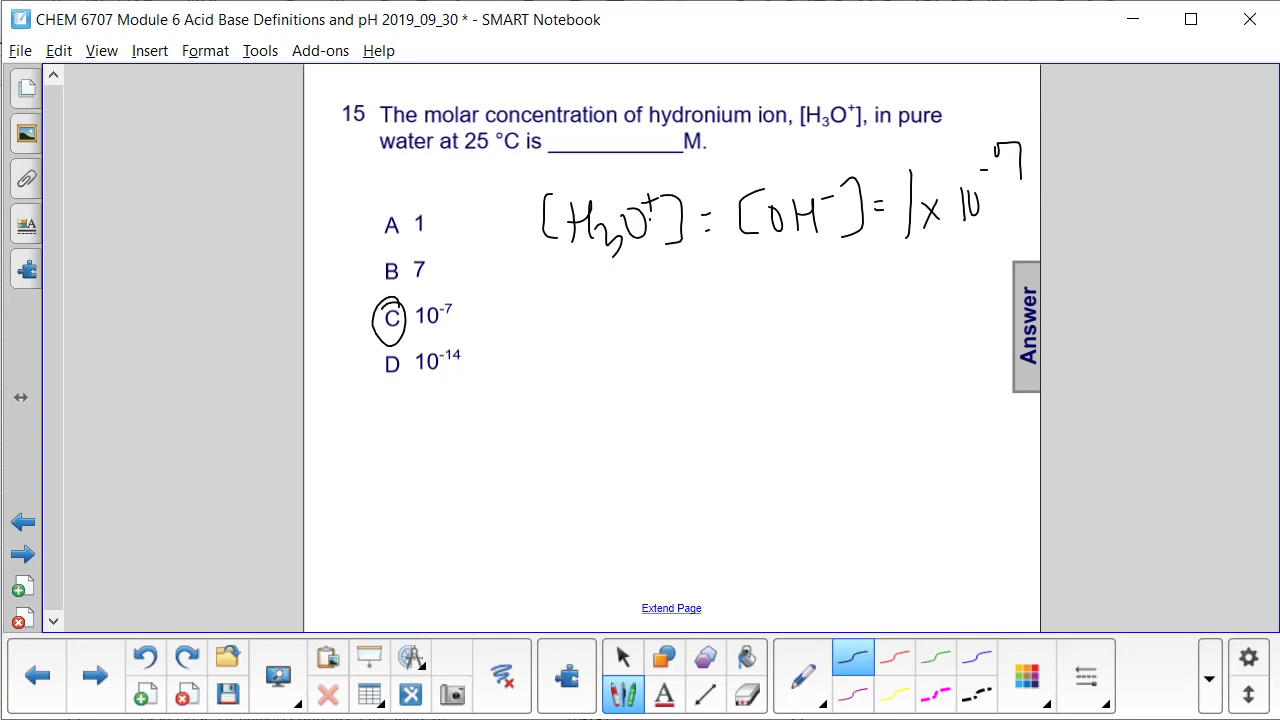 CHEM 6707 Module 6 Acid Base Definitions and pH 2019_09_30 * - SMART Notebook
File Edit View Insert Format Tools Add-ons Help
15 The molar concentration of hydronium ion, [H₃O⁺], in pure
water at 25 °C is ___________M.
[H₃O⁺] = [OH⁻] = 1 x 10⁻⁷
A 1
B 7
C 10⁻⁷
D 10⁻¹⁴
Answer
Extend Page